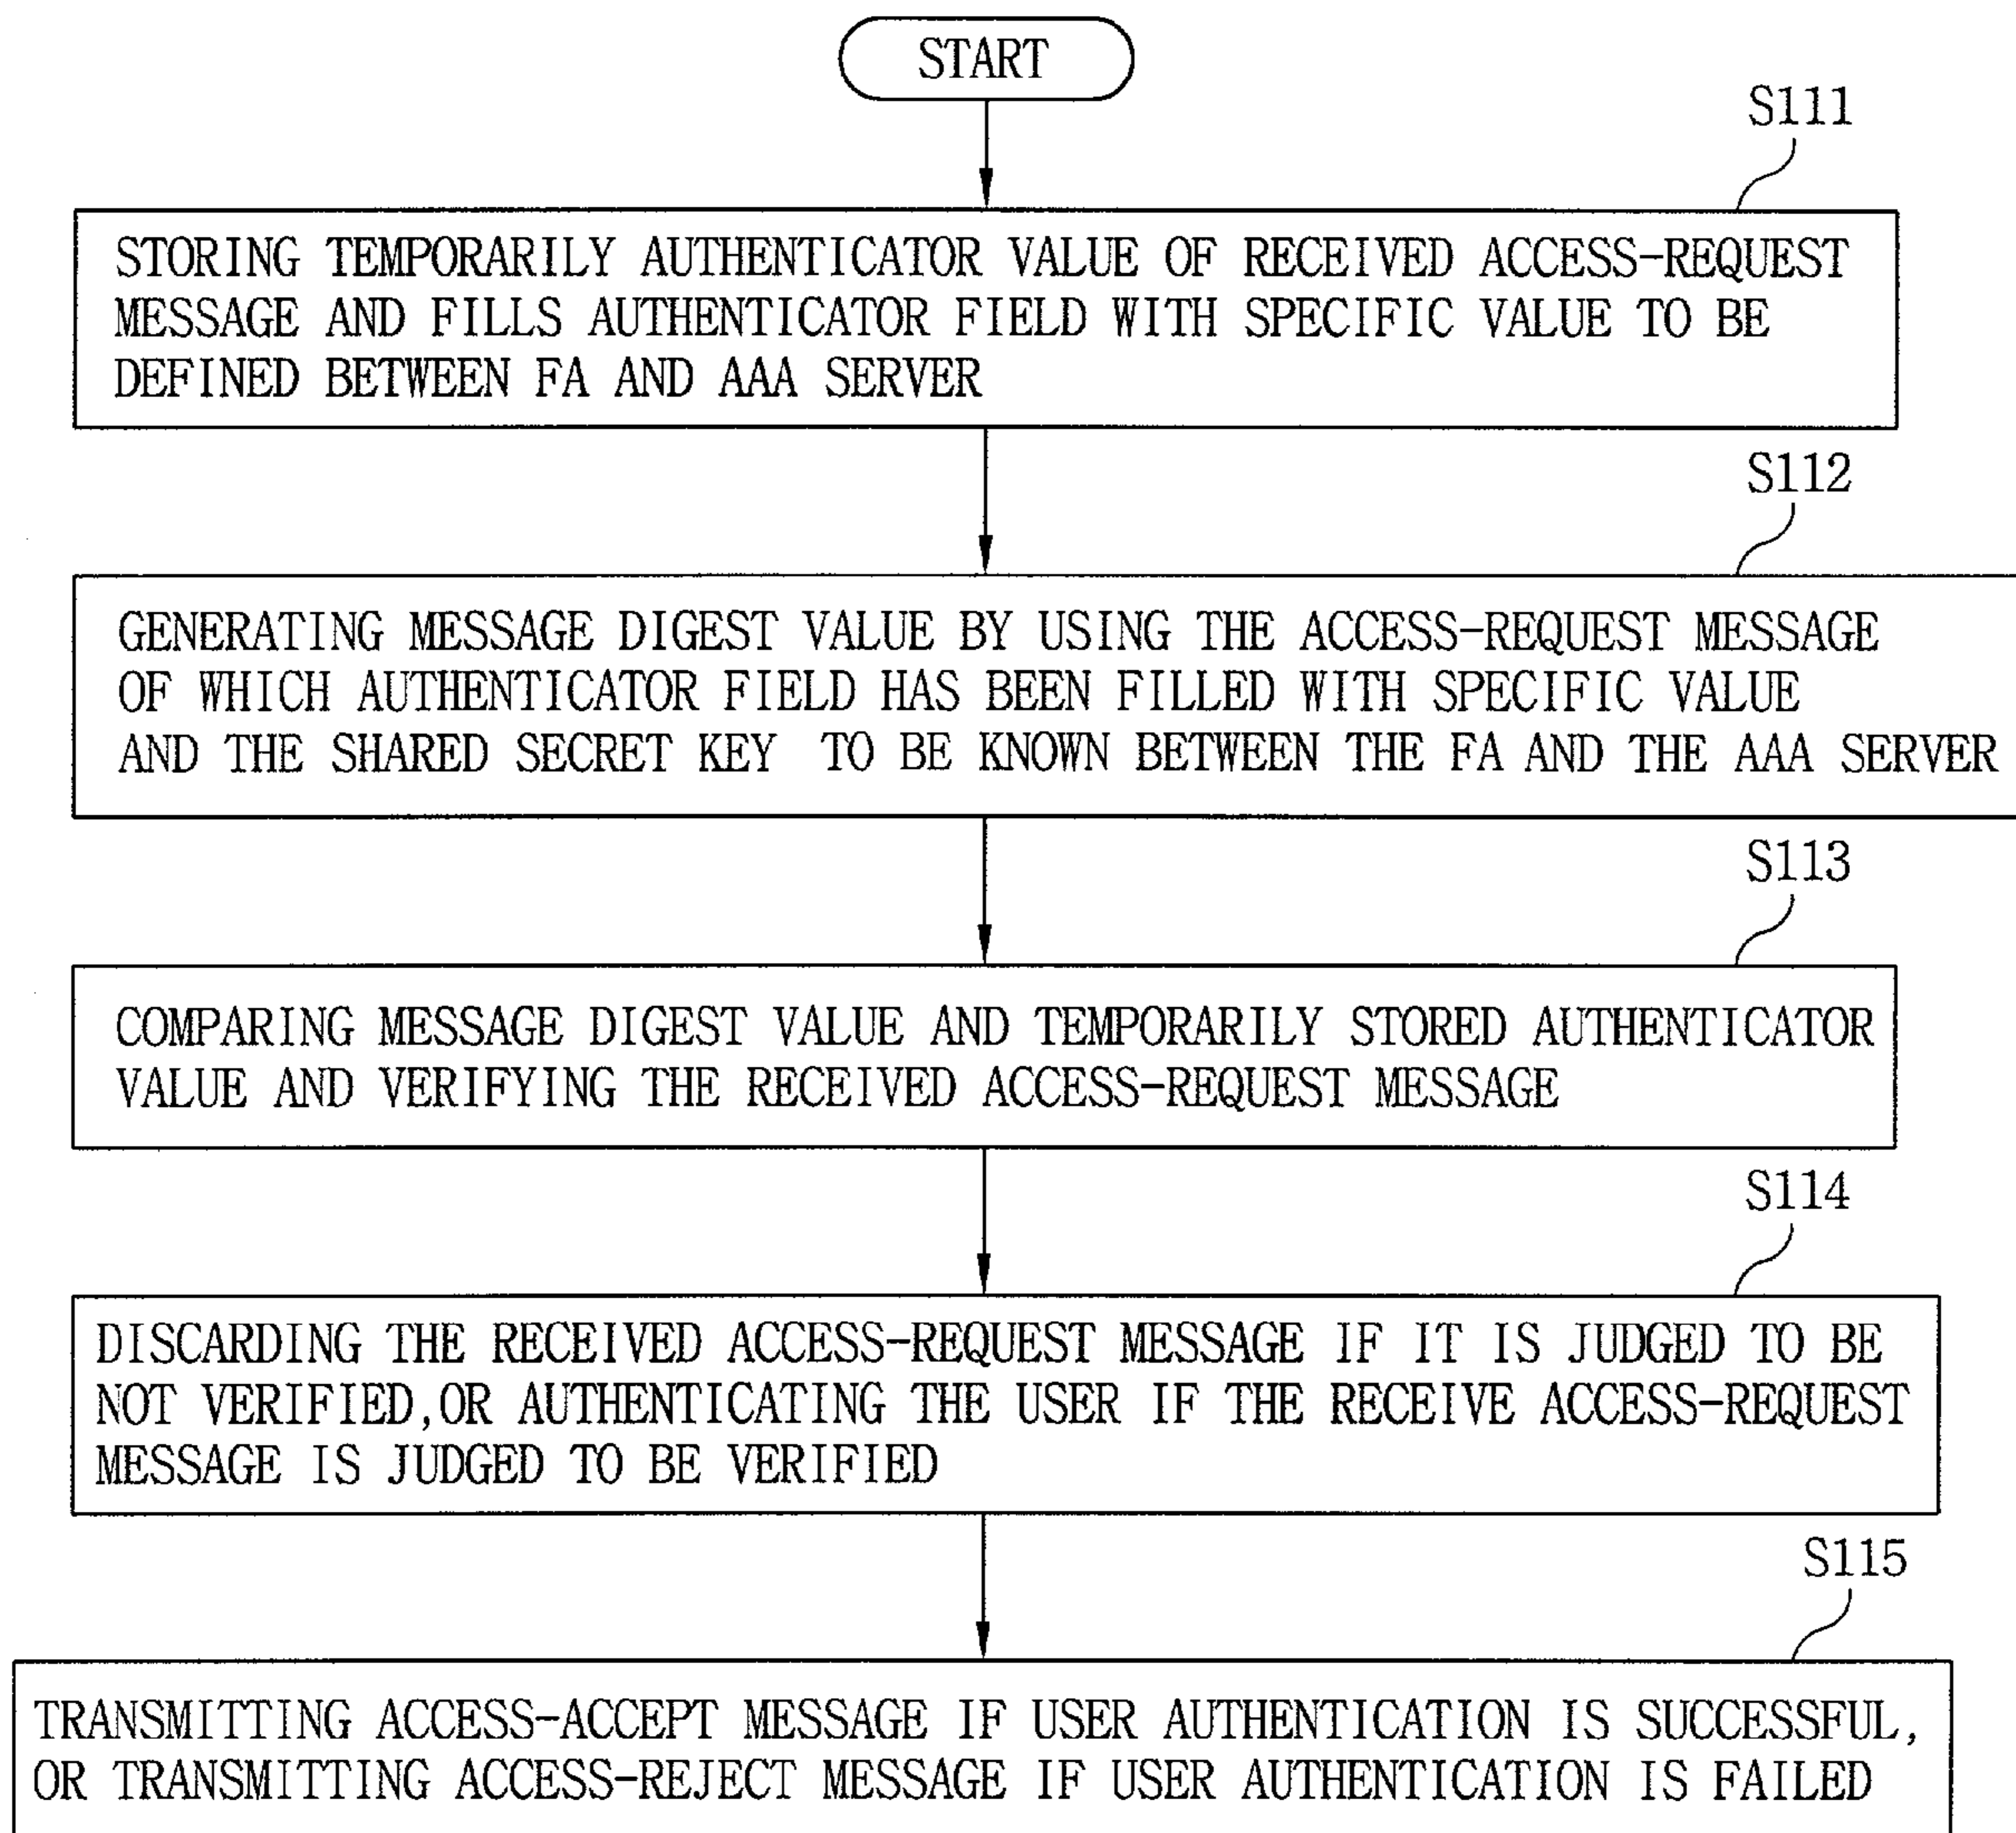 START
S111
STORING TEMPORARILY AUTHENTICATOR VALUE OF RECEIVED ACCESS-REQUEST
MESSAGE AND FILLS AUTHENTICATOR FIELD WITH SPECIFIC VALUE TO BE
DEFINED BETWEEN FA AND AAA SERVER
S112
GENERATING MESSAGE DIGEST VALUE BY USING THE ACCESS-REQUEST MESSAGE
OF WHICH AUTHENTICATOR FIELD HAS BEEN FILLED WITH SPECIFIC VALUE
AND THE SHARED SECRET KEY TO BE KNOWN BETWEEN THE FA AND THE AAA SERVER
S113
COMPARING MESSAGE DIGEST VALUE AND TEMPORARILY STORED AUTHENTICATOR
VALUE AND VERIFYING THE RECEIVED ACCESS-REQUEST MESSAGE
S114
DISCARDING THE RECEIVED ACCESS-REQUEST MESSAGE IF IT IS JUDGED TO BE
NOT VERIFIED,OR AUTHENTICATING THE USER IF THE RECEIVE ACCESS-REQUEST
MESSAGE IS JUDGED TO BE VERIFIED
S115
TRANSMITTING ACCESS-ACCEPT MESSAGE IF USER AUTHENTICATION IS SUCCESSFUL,
OR TRANSMITTING ACCESS-REJECT MESSAGE IF USER AUTHENTICATION IS FAILED